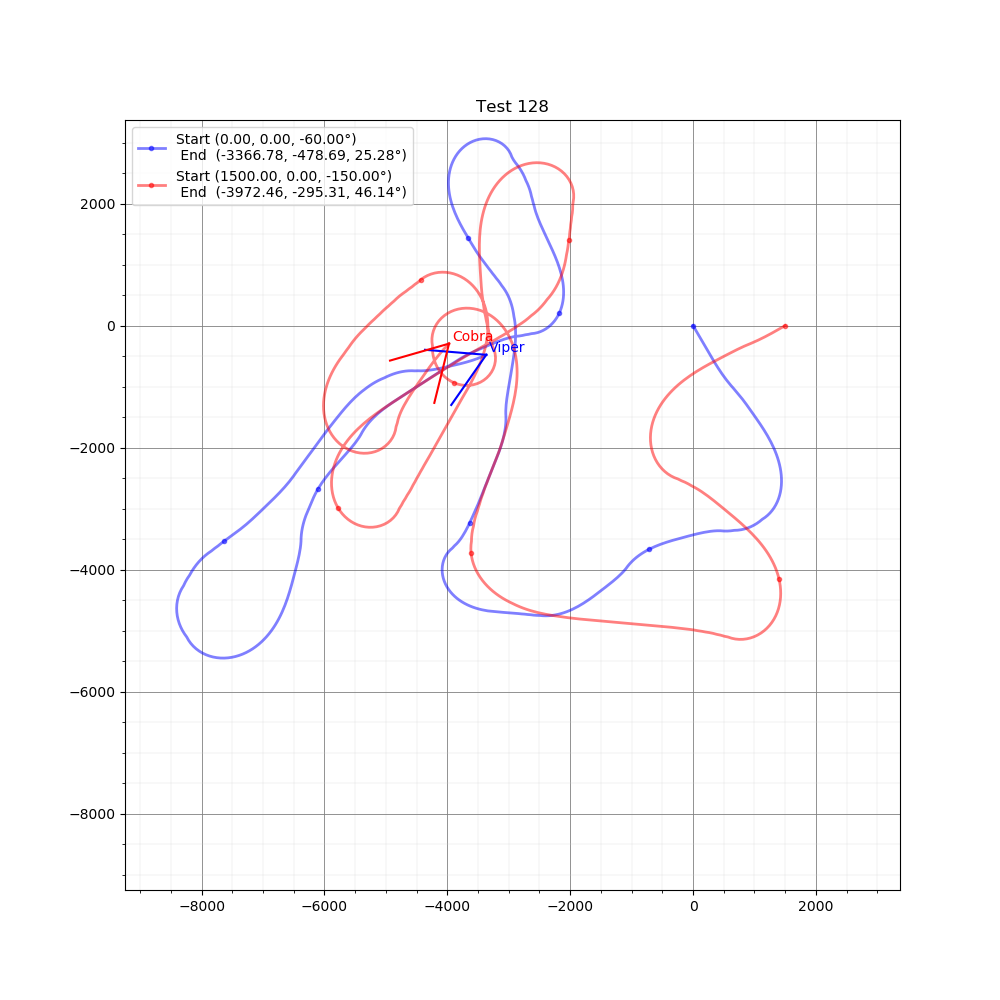 Test 128
Start (0.00, 0.00, -60.00°)
End (-3366.78, -478.69, 25.28°)
Start (1500.00, 0.00, -150.00°)
End (-3972.46, -295.31, 46.14°)
2000
0
−2000
−4000
−6000
−8000
Cobra
Viper
−8000 −6000 −4000 −2000 0 2000